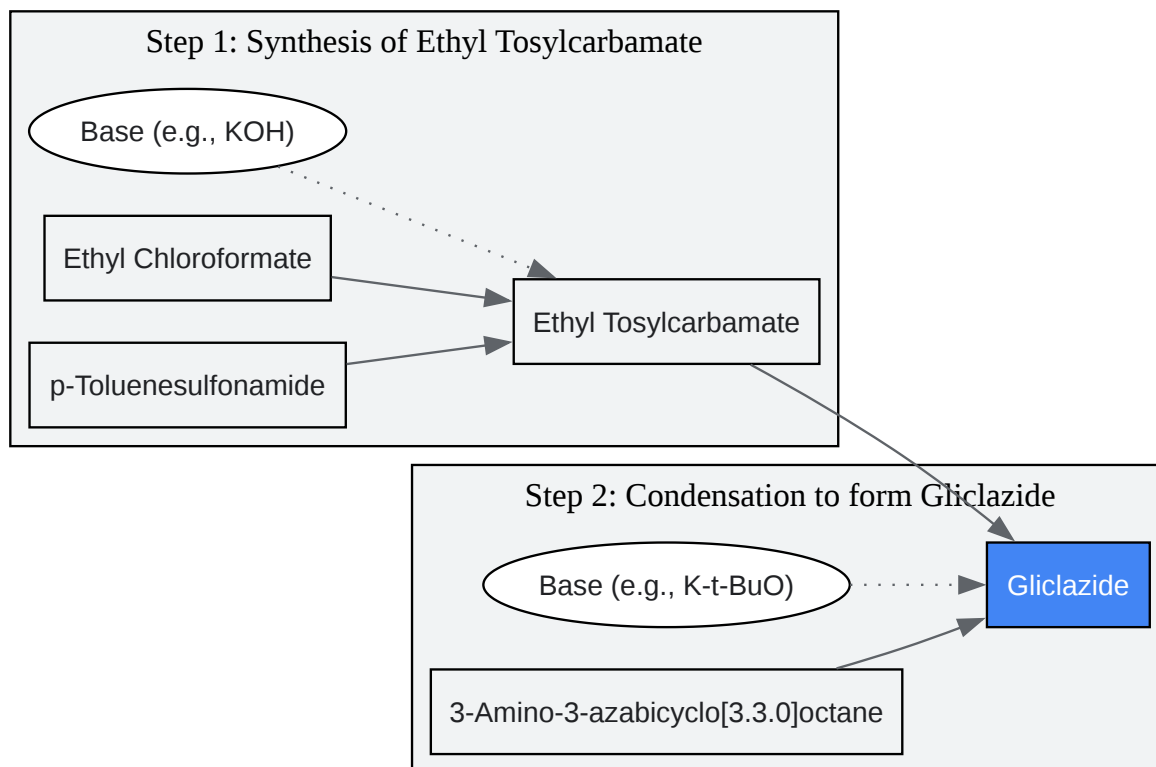 Step 1: Synthesis of Ethyl Tosylcarbamate
Base (e.g., KOH)
Ethyl Chloroformate
Ethyl Tosylcarbamate
p-Toluenesulfonamide
Step 2: Condensation to form Gliclazide
Base (e.g., K-t-BuO)
Gliclazide
3-Amino-3-azabicyclo[3.3.0]octane